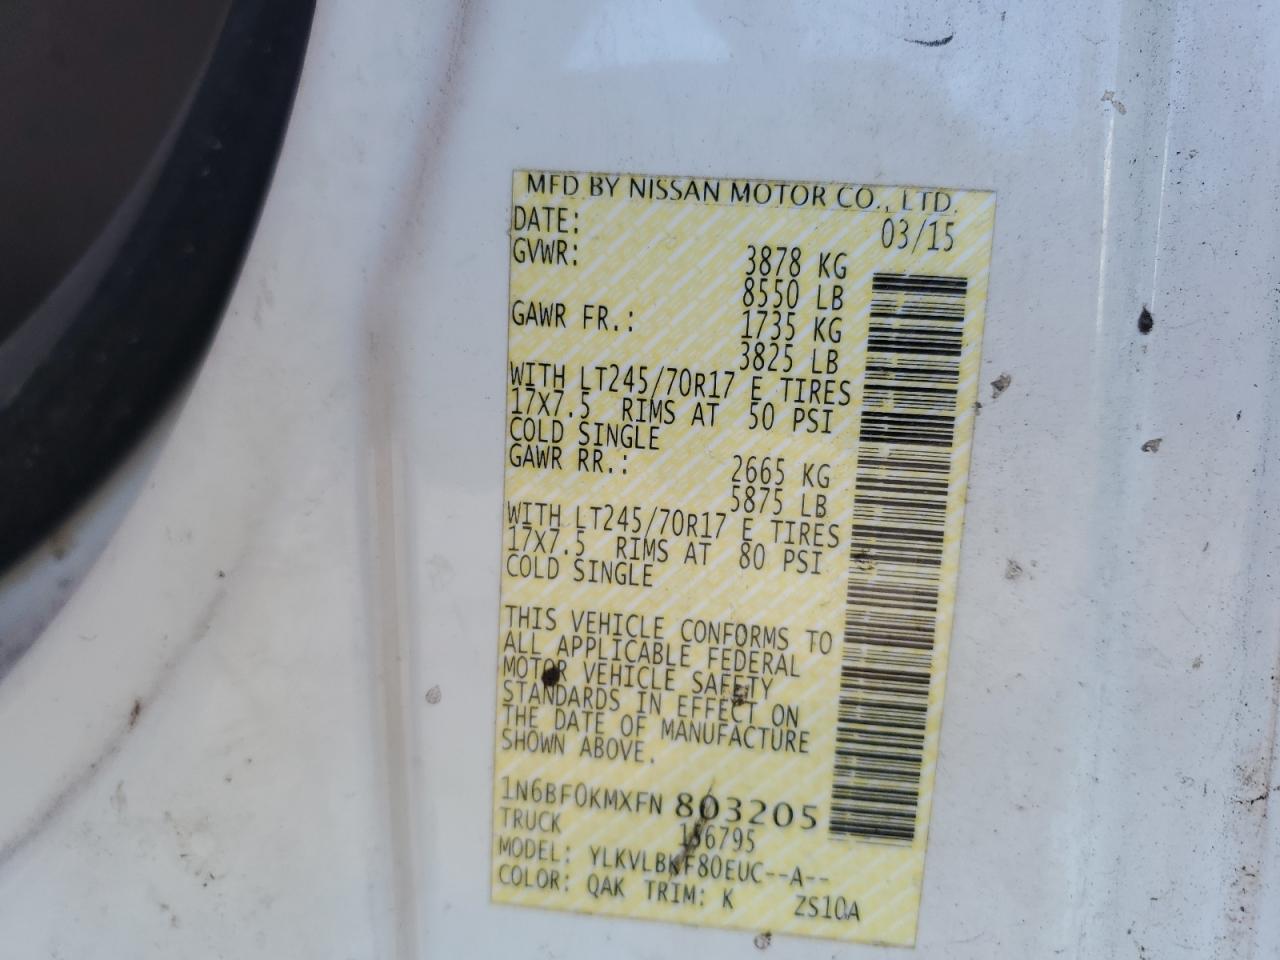 MFD BY NISSAN MOTOR CO., LTD.
DATE: 03/15
GVWR: 3878 KG
8550 LB
GAWR FR.: 1735 KG
3825 LB
WITH LT245/70R17 E TIRES
17X7.5 RIMS AT 50 PSI
COLD SINGLE
GAWR RR.: 2665 KG
5875 LB
WITH LT245/70R17 E TIRES
17X7.5 RIMS AT 80 PSI
COLD SINGLE
THIS VEHICLE CONFORMS TO
ALL APPLICABLE FEDERAL
MOTOR VEHICLE SAFETY
STANDARDS IN EFFECT ON
THE DATE OF MANUFACTURE
SHOWN ABOVE.
1N6BF0KMXFN 803205
TRUCK 156795
MODEL: YLKVLBKF80EUC--A--
COLOR: QAK TRIM: K ZS10A